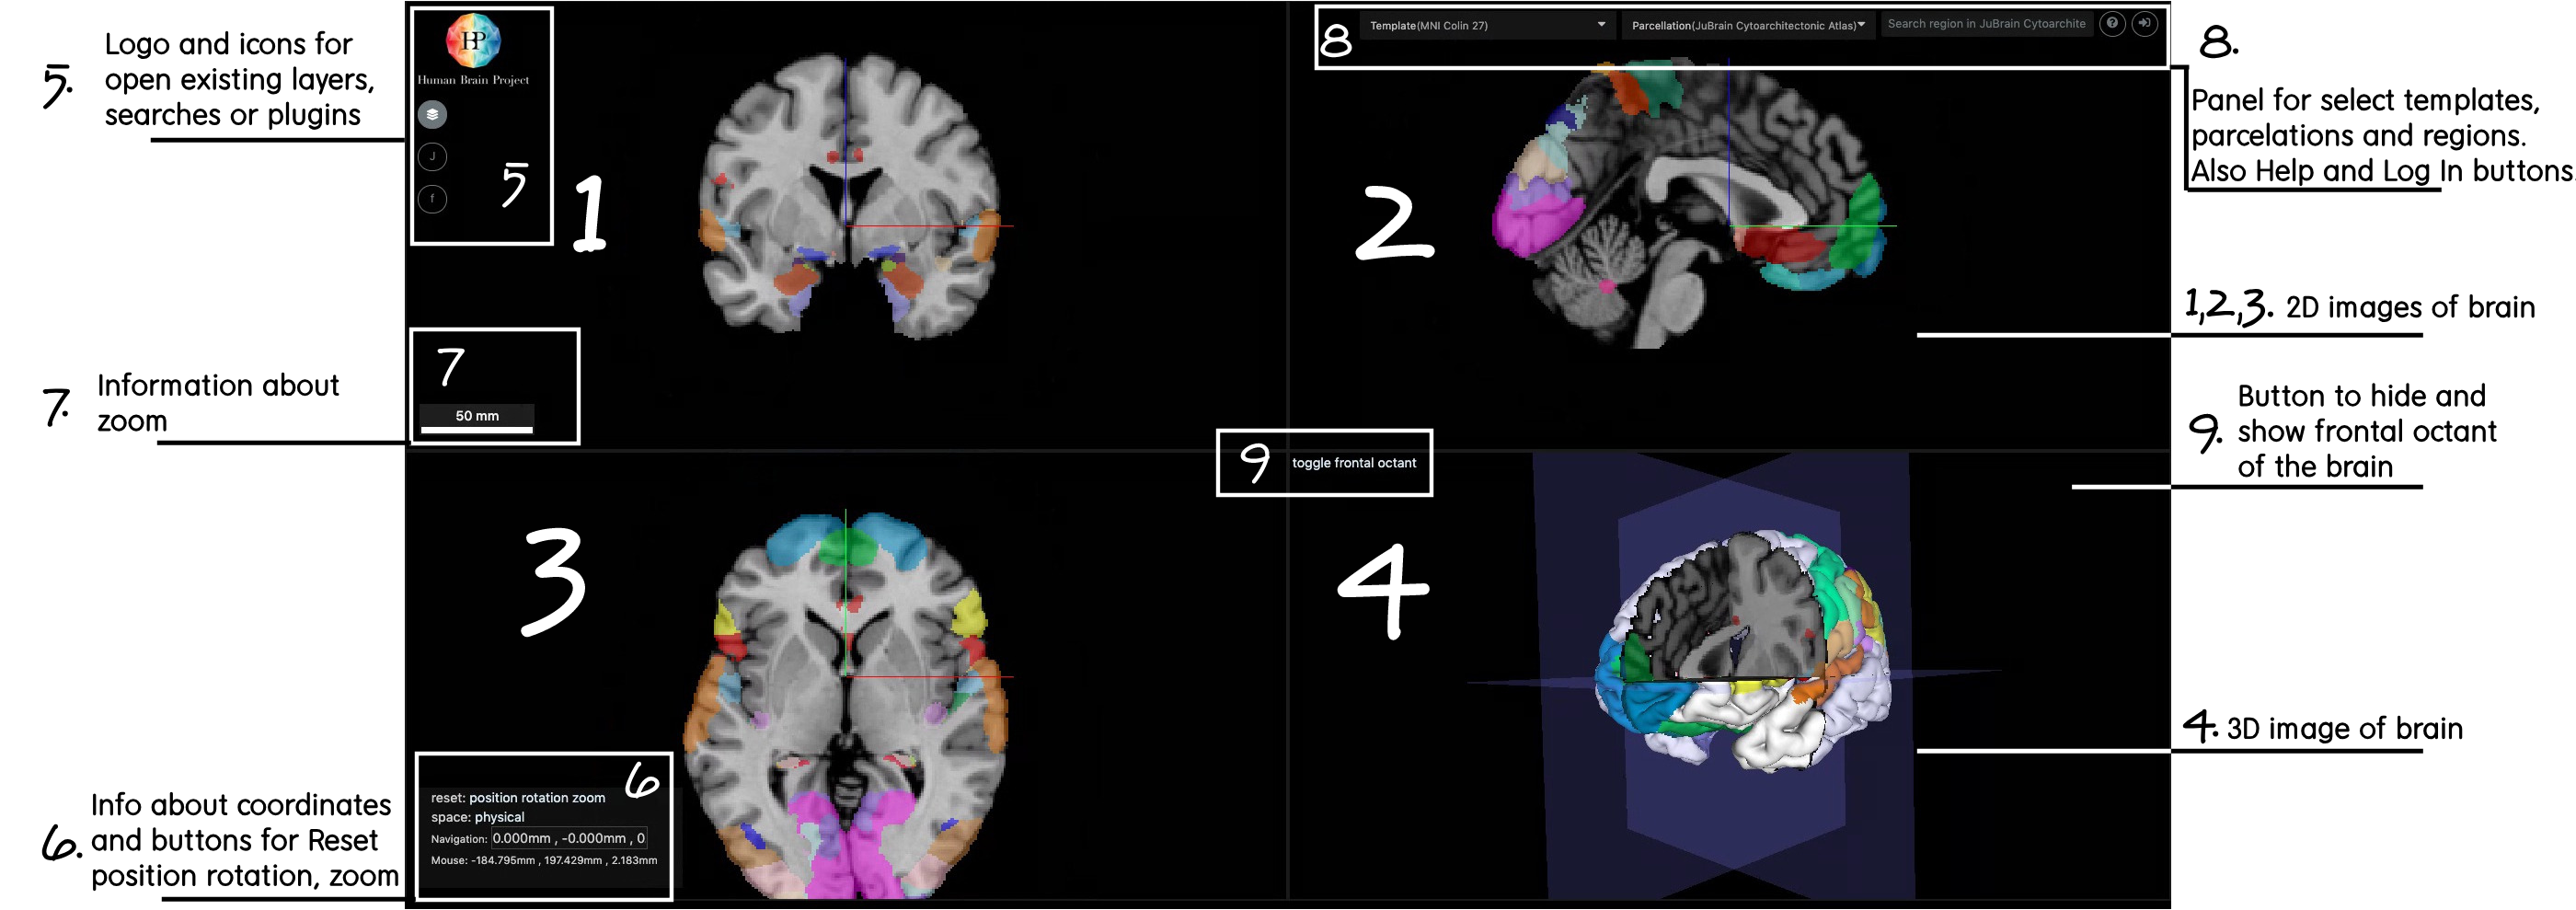 5.
Logo and icons for
open existing layers,
searches or plugins
7.
Information about
zoom
6.
Info about coordinates
and buttons for Reset
position rotation, zoom
HP
Human Brain Project
J
f
5
1
7
50 mm
8
Template(MNI Colin 27)
Parcellation(JuBrain Cytoarchitectonic Atlas)
Search region in JuBrain Cytoarchite
?
2
9
toggle frontal octant
3
6
reset: position rotation zoom
space: physical
Navigation: 0.000mm , -0.000mm , 0
Mouse: -184.795mm , 197.429mm , 2.183mm
4
8.
Panel for select templates,
parcelations and regions.
Also Help and Log In buttons
1,2,3. 2D images of brain
9.
Button to hide and
show frontal octant
of the brain
4. 3D image of brain